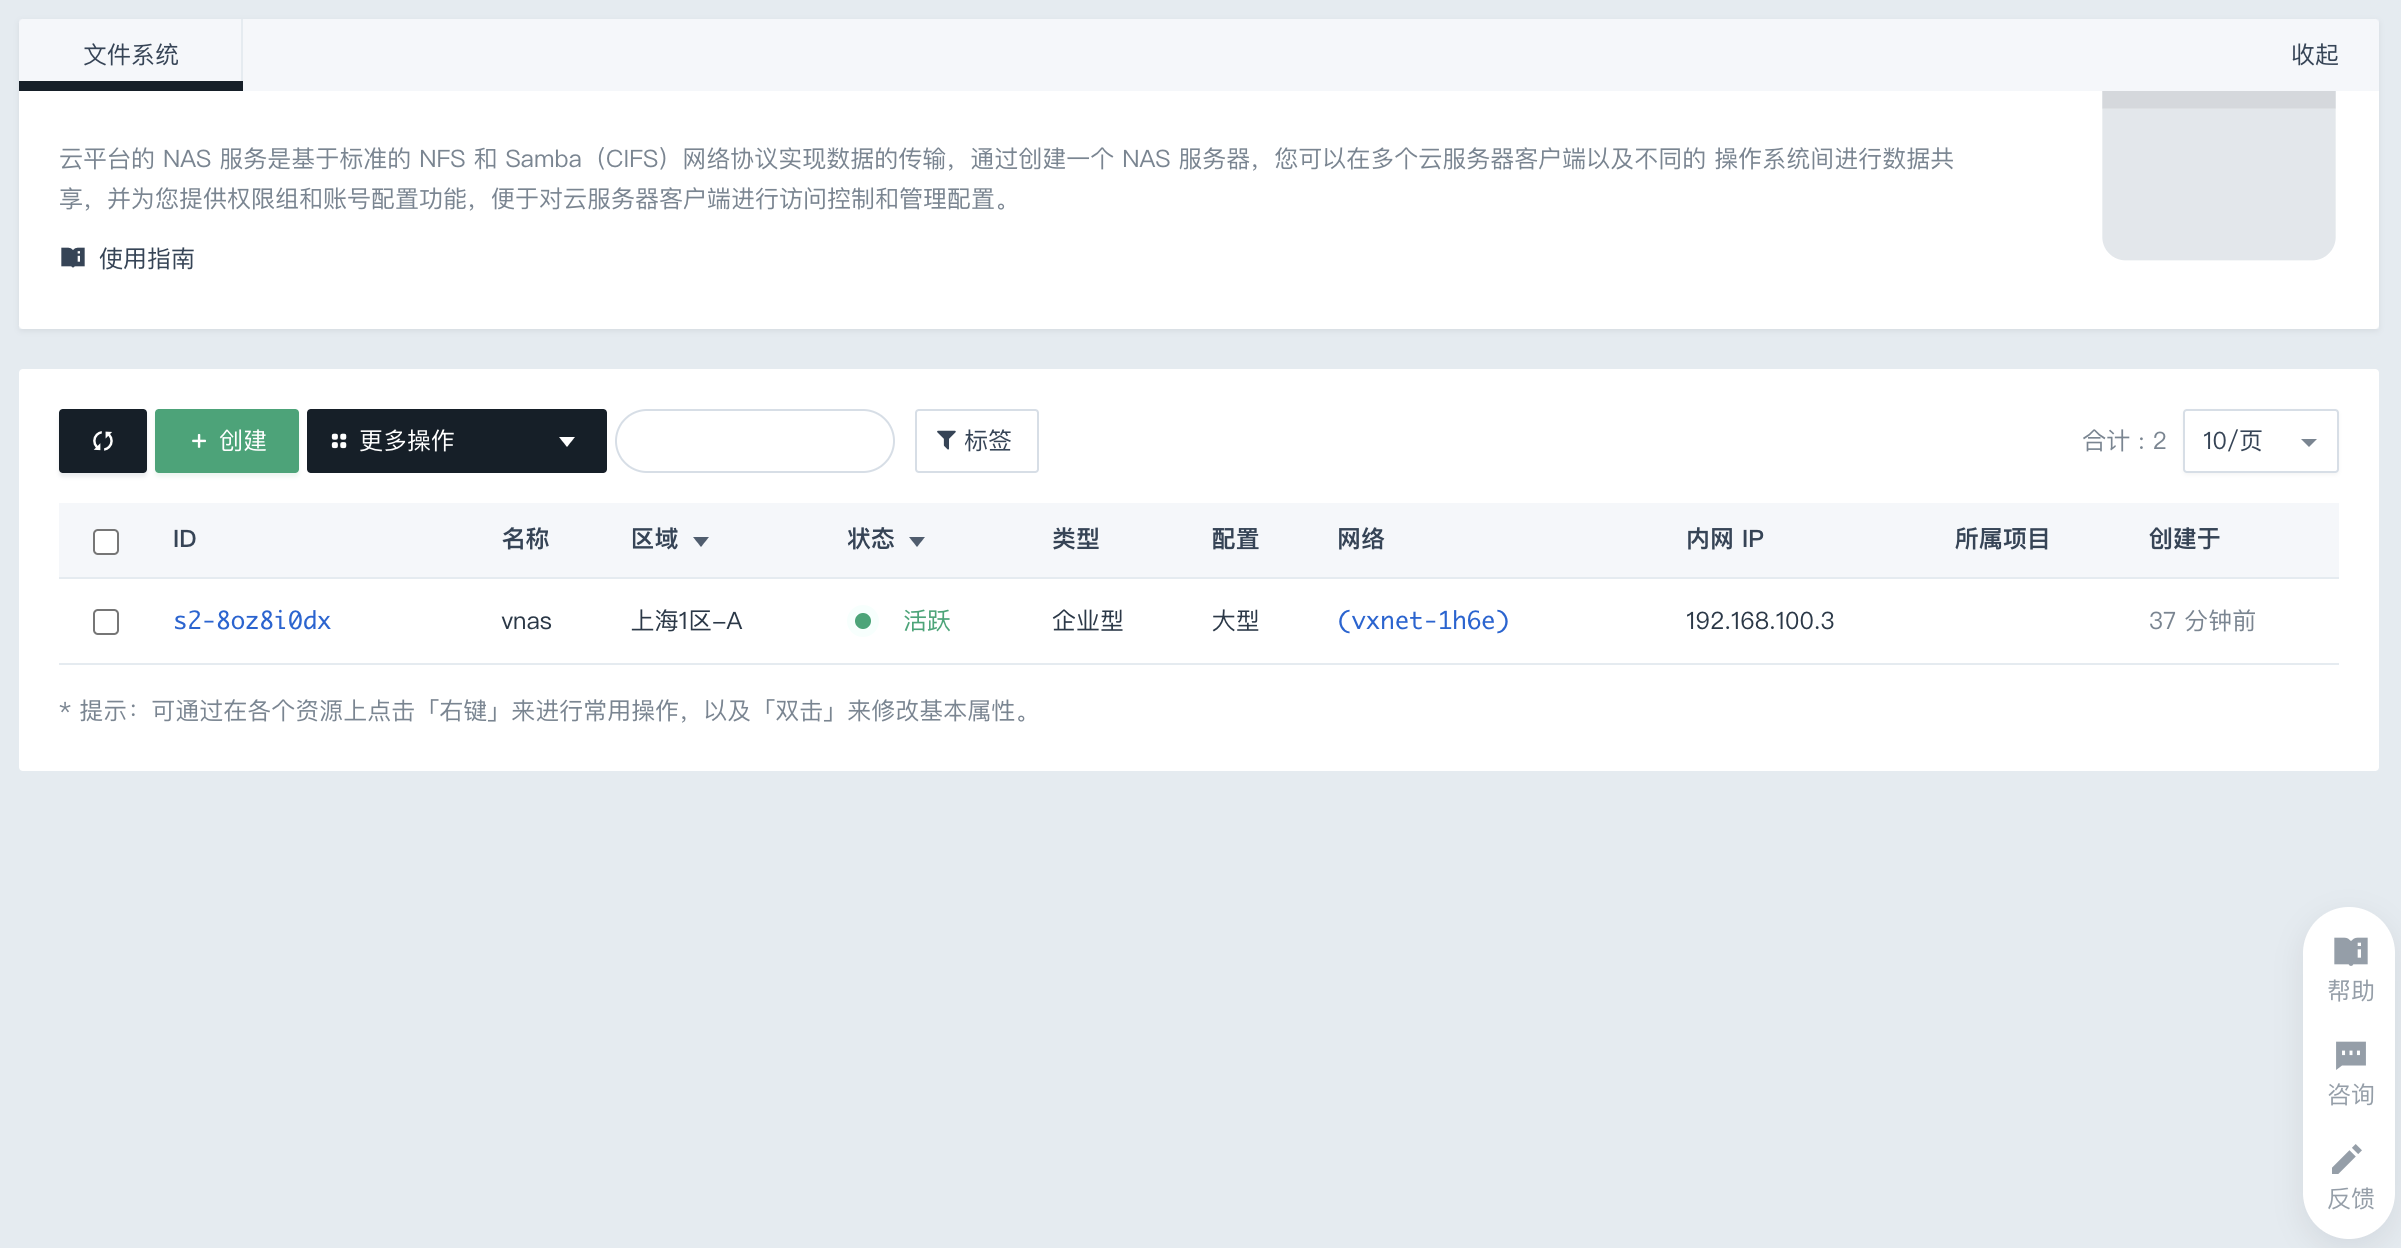 文件系统
收起
云平台的 NAS 服务是基于标准的 NFS 和 Samba（CIFS）网络协议实现数据的传输，通过创建一个 NAS 服务器，您可以在多个云服务器客户端以及不同的 操作系统间进行数据共
享，并为您提供权限组和账号配置功能，便于对云服务器客户端进行访问控制和管理配置。
使用指南
+ 创建 更多操作 标签 合计：2 10/页
ID 名称 区域 状态 类型 配置 网络 内网 IP 所属项目 创建于
s2-8oz8i0dx vnas 上海1区-A 活跃 企业型 大型 (vxnet-1h6e) 192.168.100.3 37 分钟前
* 提示：可通过在各个资源上点击「右键」来进行常用操作，以及「双击」来修改基本属性。
帮助
咨询
反馈